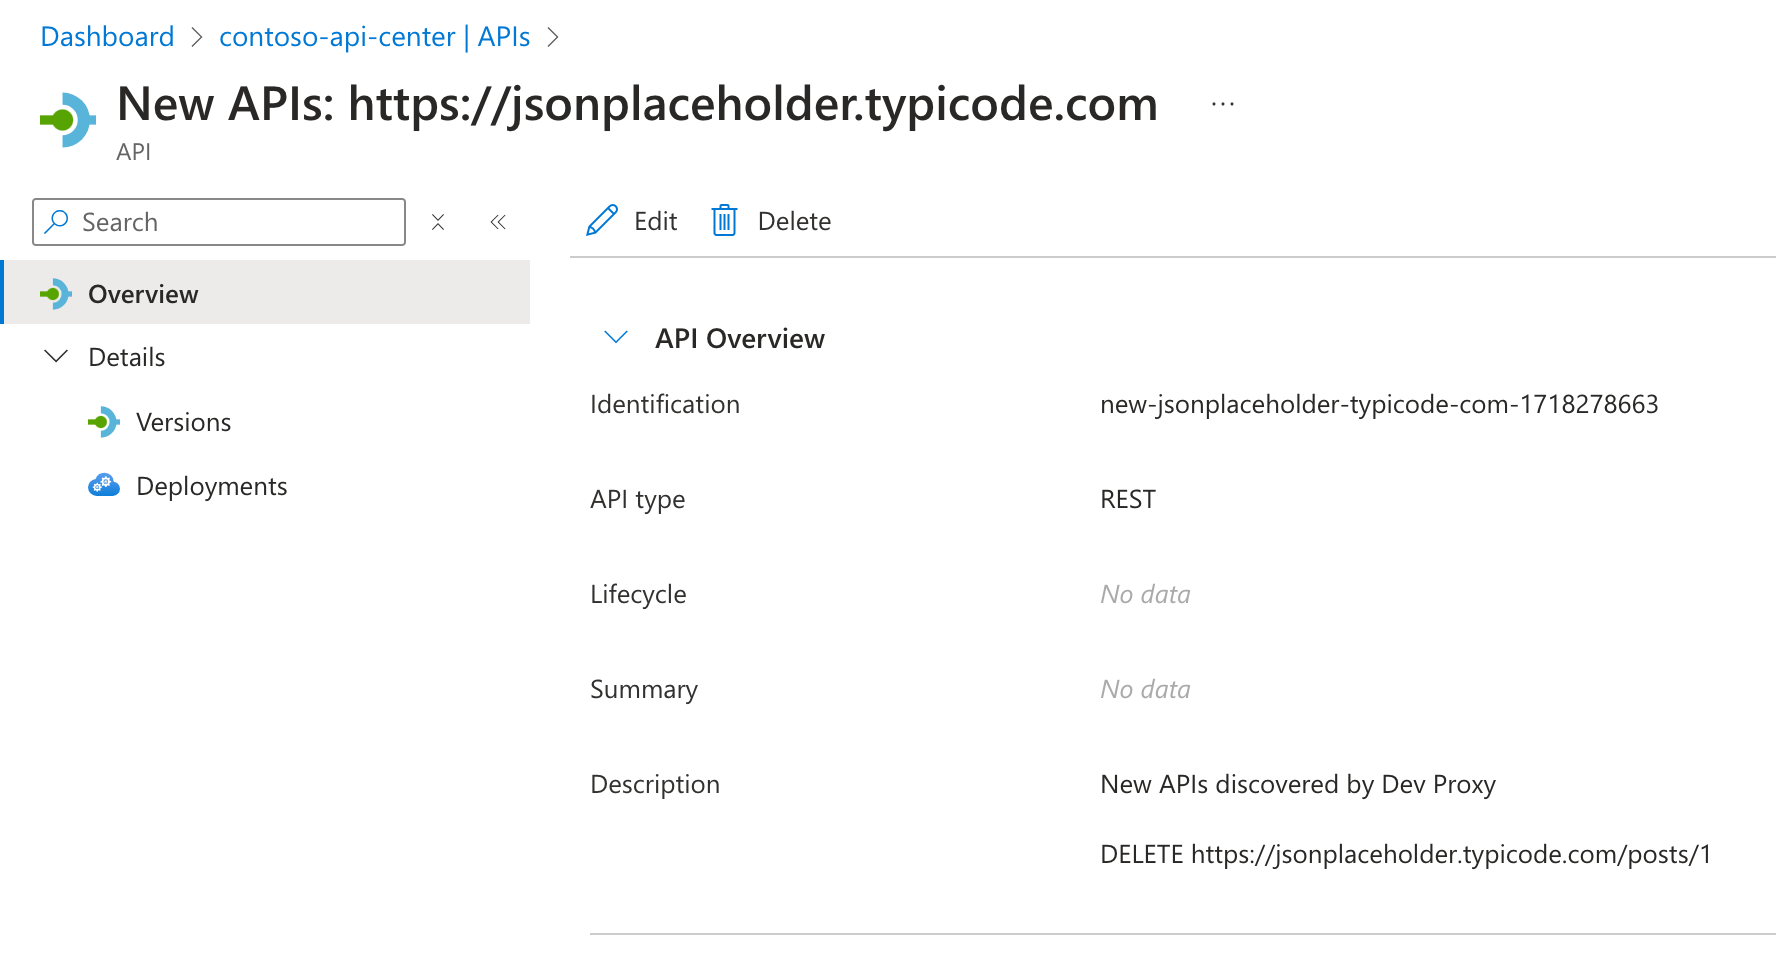 Dashboard > contoso-api-center | APIs >
New APIs: https://jsonplaceholder.typicode.com ...
API
Search
Edit Delete
Overview
API Overview
Details
Identification new-jsonplaceholder-typicode-com-1718278663
Versions
Deployments
API type REST
Lifecycle No data
Summary No data
Description New APIs discovered by Dev Proxy
DELETE https://jsonplaceholder.typicode.com/posts/1